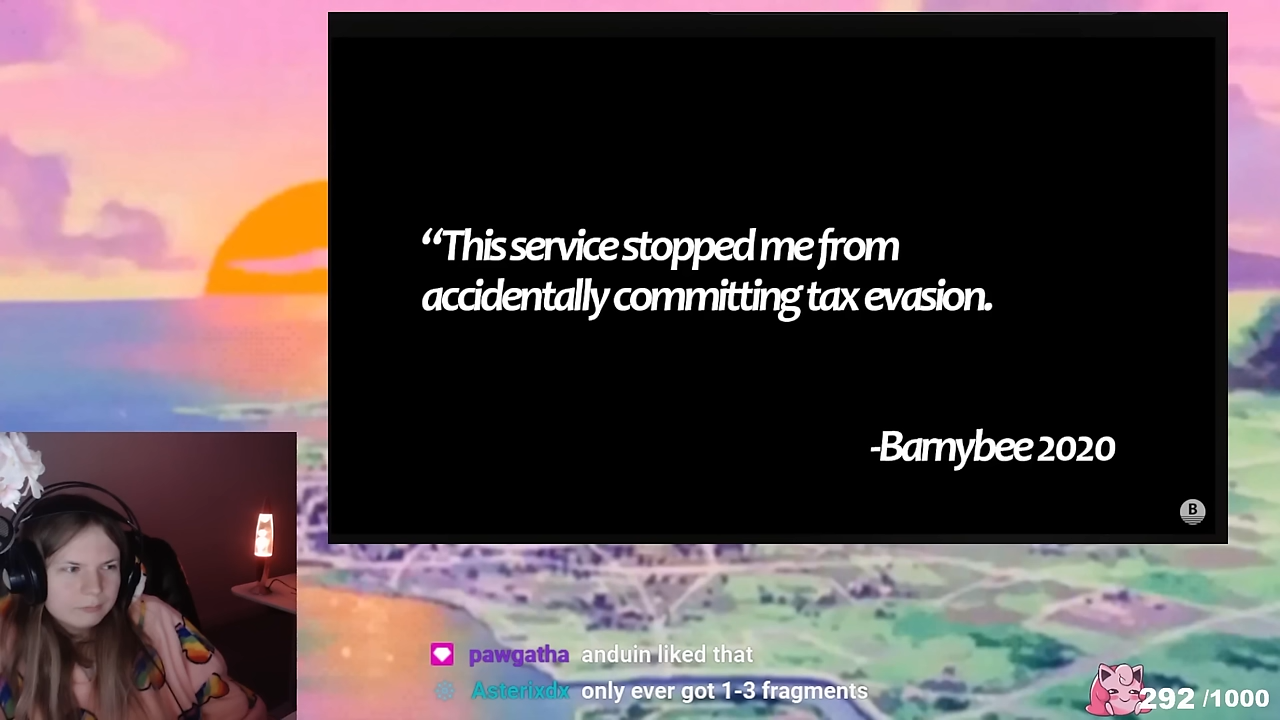 “This service stopped me from
accidentally committing tax evasion.
-Barnybee 2020
B
pawgatha anduin liked that
Asterixdx only ever got 1-3 fragments
292 /1000